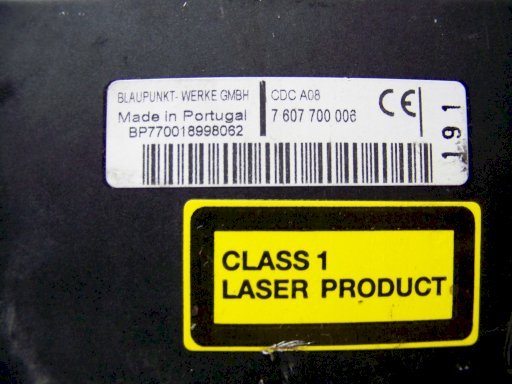 BLAUPUNKT- WERKE GMBH
Made in Portugal
BP770018998062
CDC A08
7 607 700 006
CE
191
CLASS 1
LASER PRODUCT